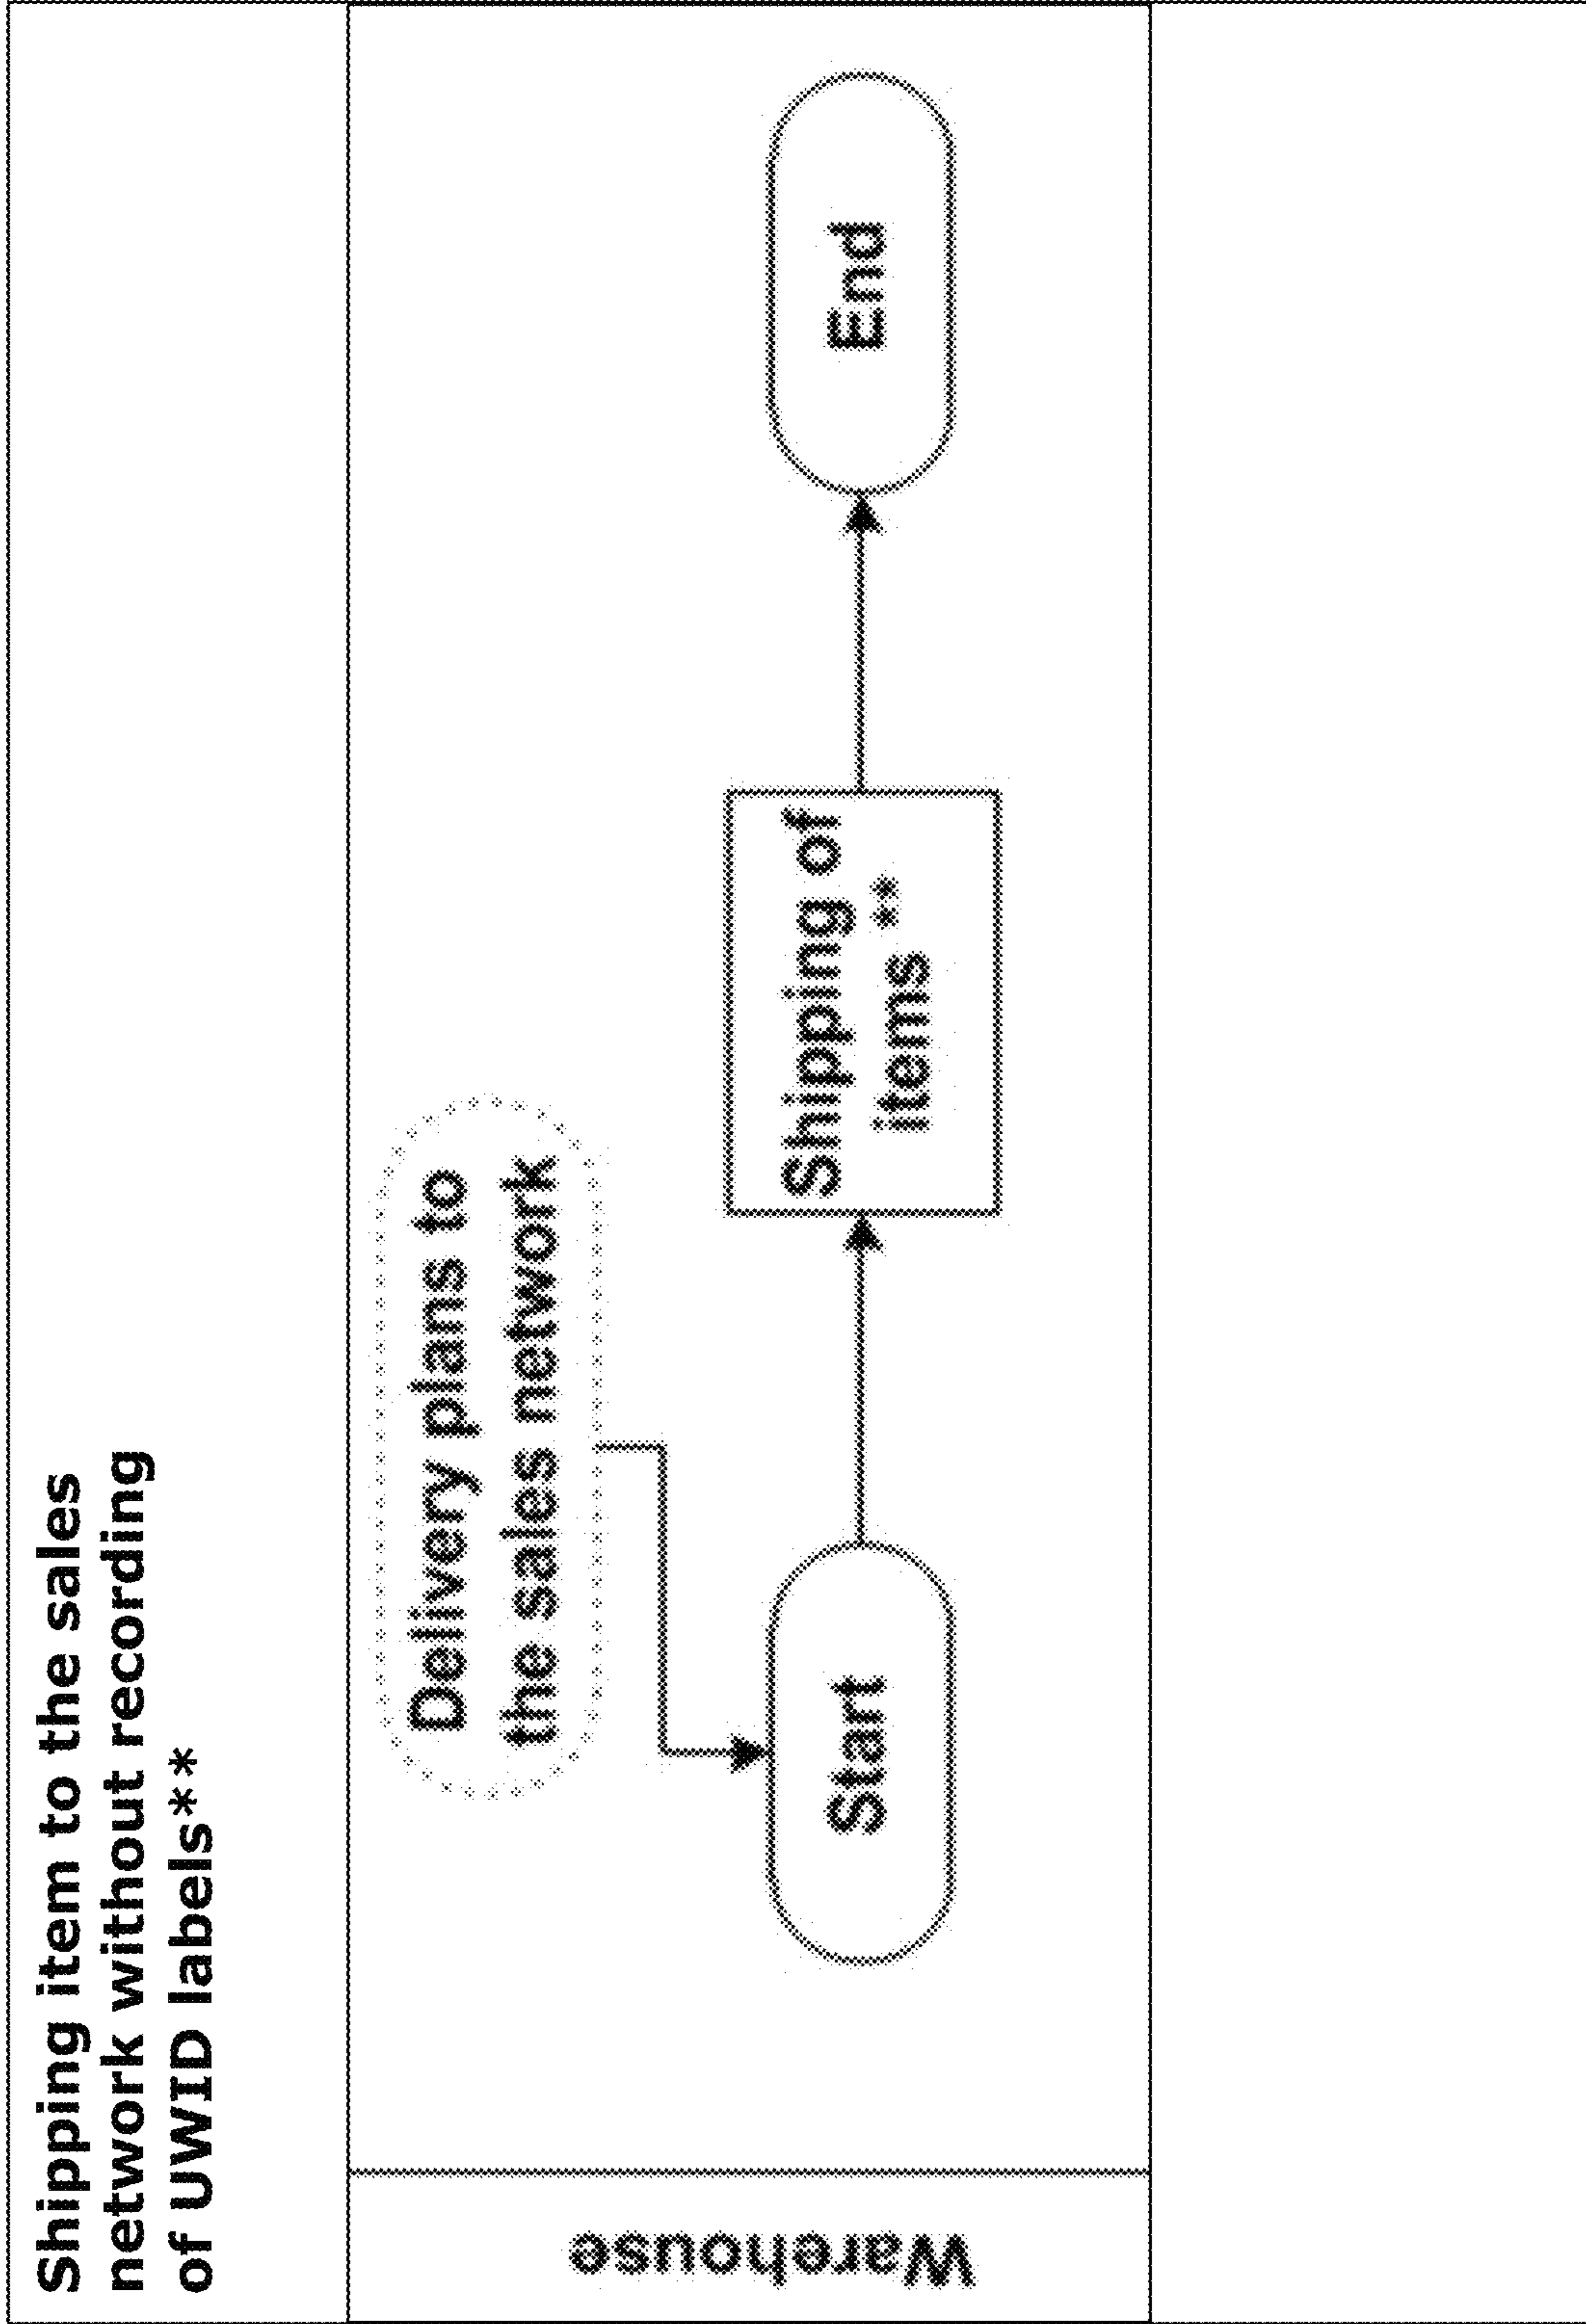 Shipping item to the sales
network without recording
of UWID labels**
Warehouse
Delivery plans to
the sales network
Start
Shipping of
items **
End